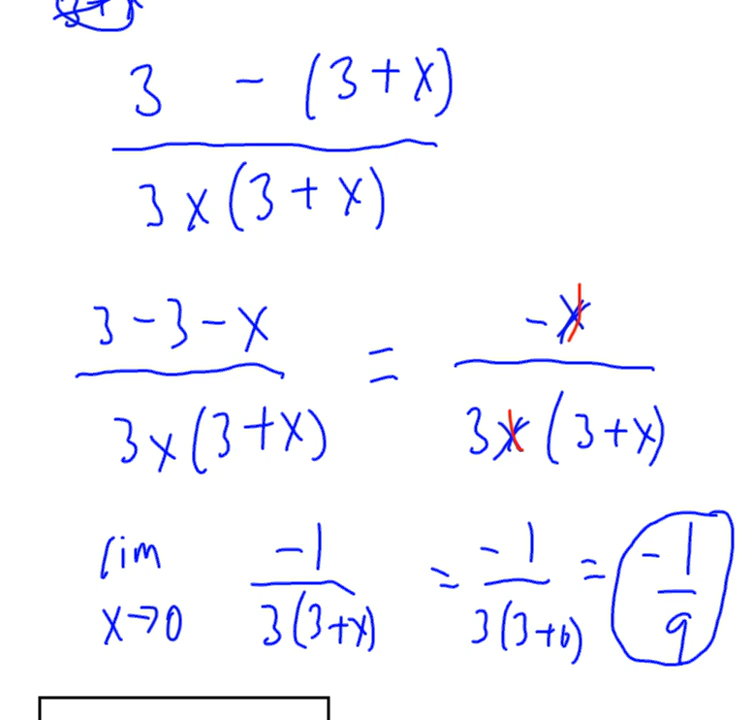 3 - (3+x)
3x(3+x)
3-3-x = -x
3x(3+x) 3x(3+x)
lim -1 = -1 = -1
x→0 3(3+x) 3(3+0) 9